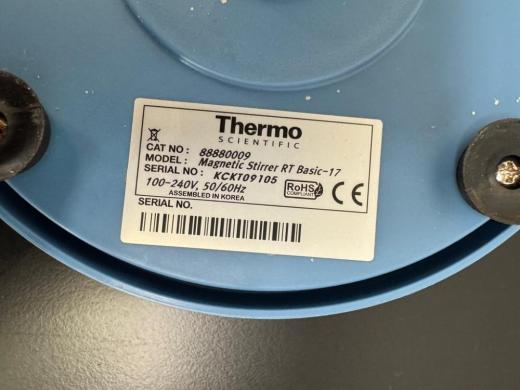 Thermo
SCIENTIFIC
CAT NO : 88880009
MODEL : Magnetic Stirrer RT Basic-17
SERIAL NO : KCKT09105
100-240V, 50/60Hz
ASSEMBLED IN KOREA
RoHS
COMPLIANT
CE
SERIAL NO.